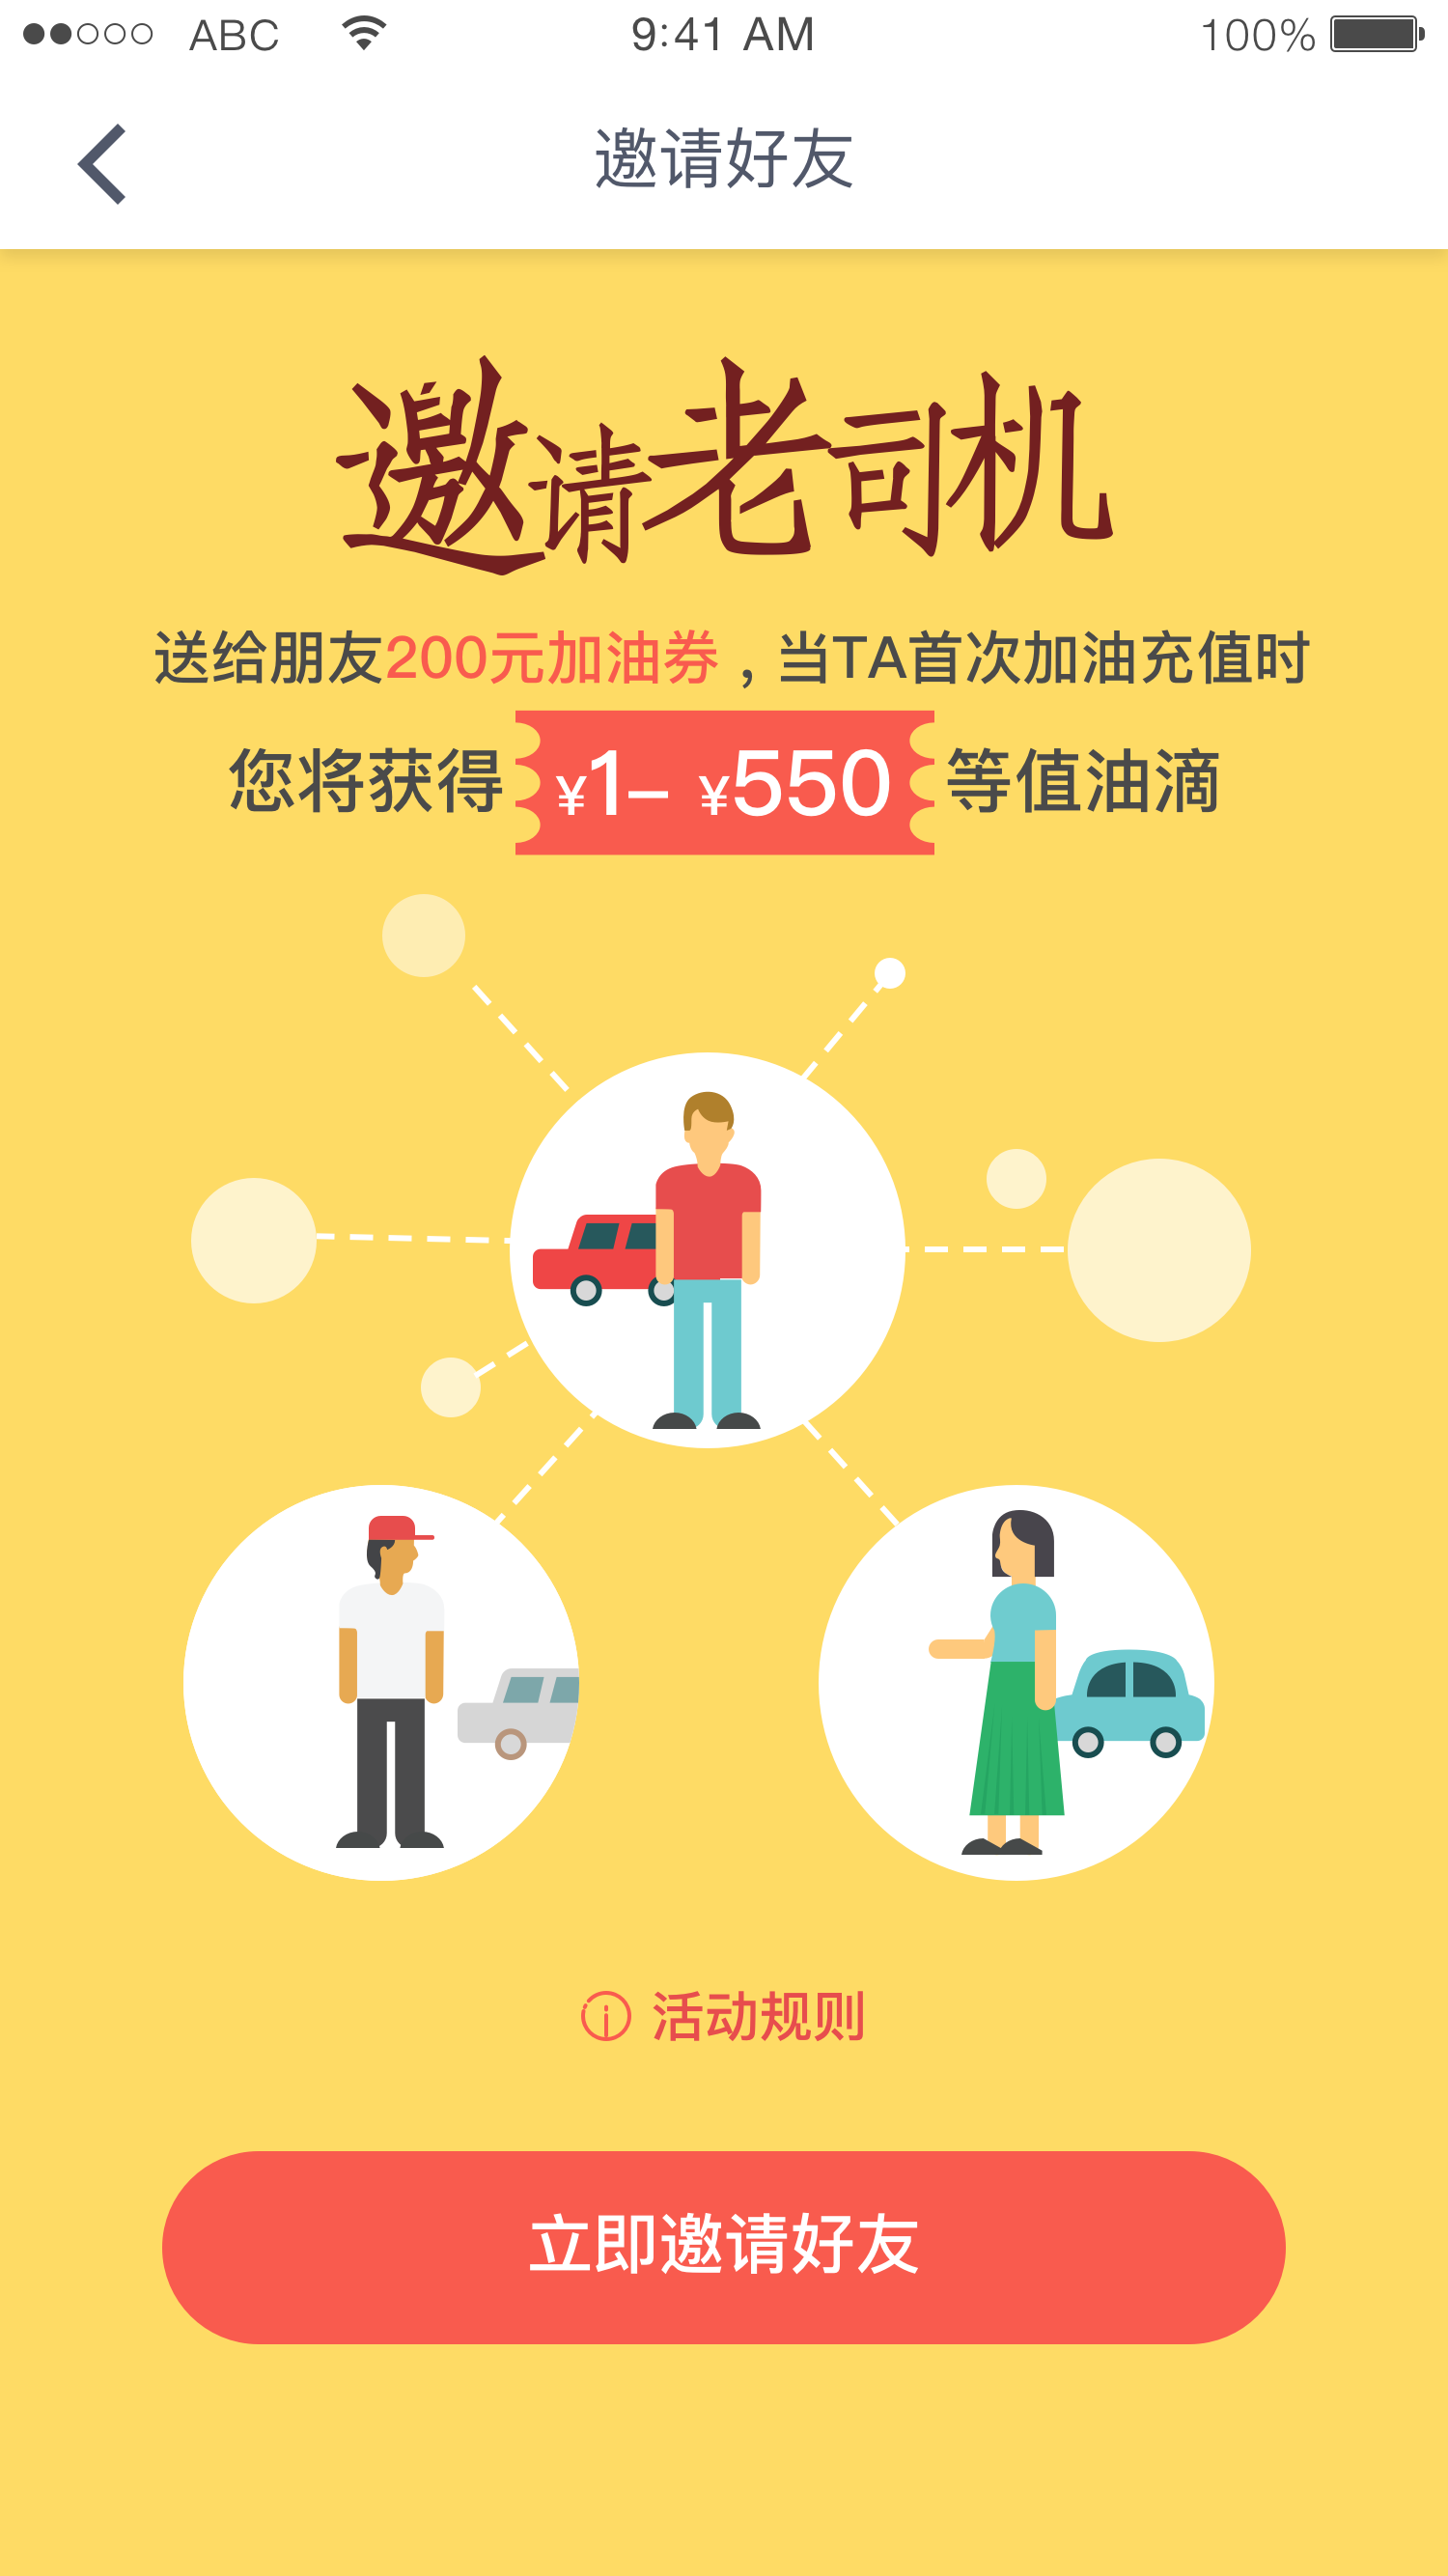 ABC 9:41 AM 100%
邀请好友
邀请老司机
送给朋友200元加油券,当TA首次加油充值时
您将获得 ¥1– ¥550 等值油滴
活动规则
立即邀请好友